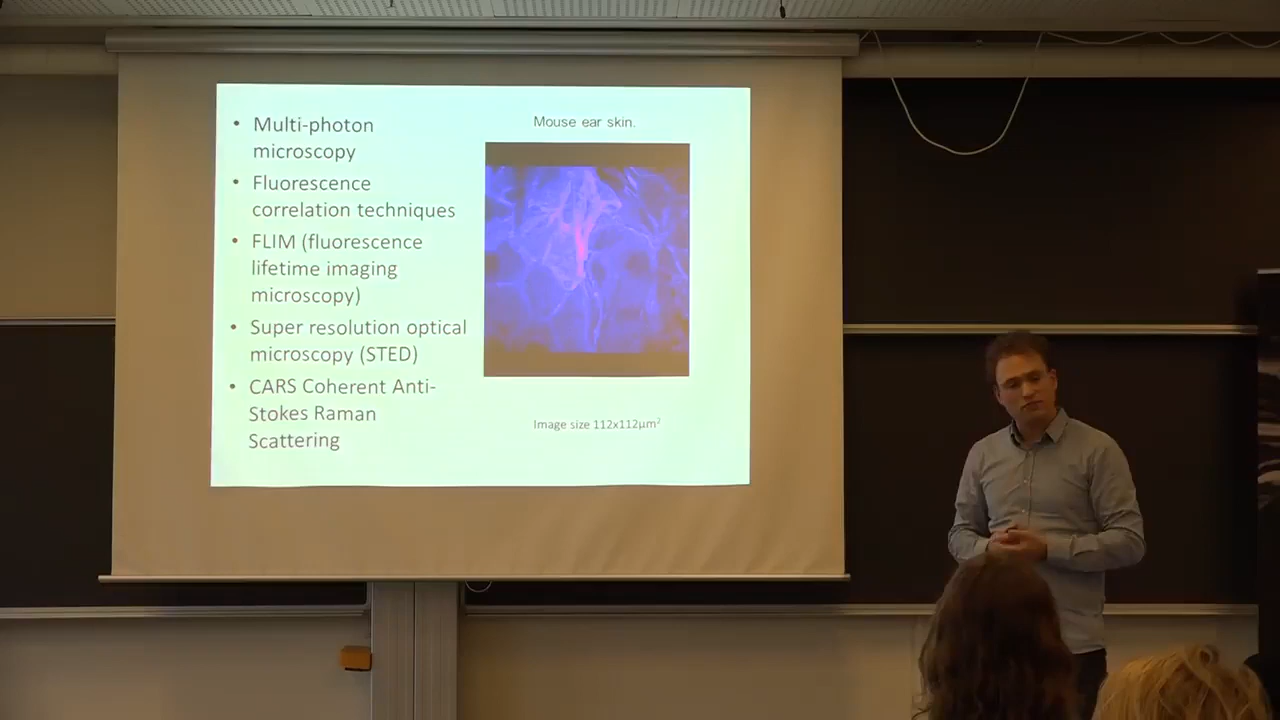 • Multi-photon
microscopy
• Fluorescence
correlation techniques
• FLIM (fluorescence
lifetime imaging
microscopy)
• Super resolution optical
microscopy (STED)
• CARS Coherent Anti-
Stokes Raman
Scattering
Mouse ear skin.
Image size 112x112µm²